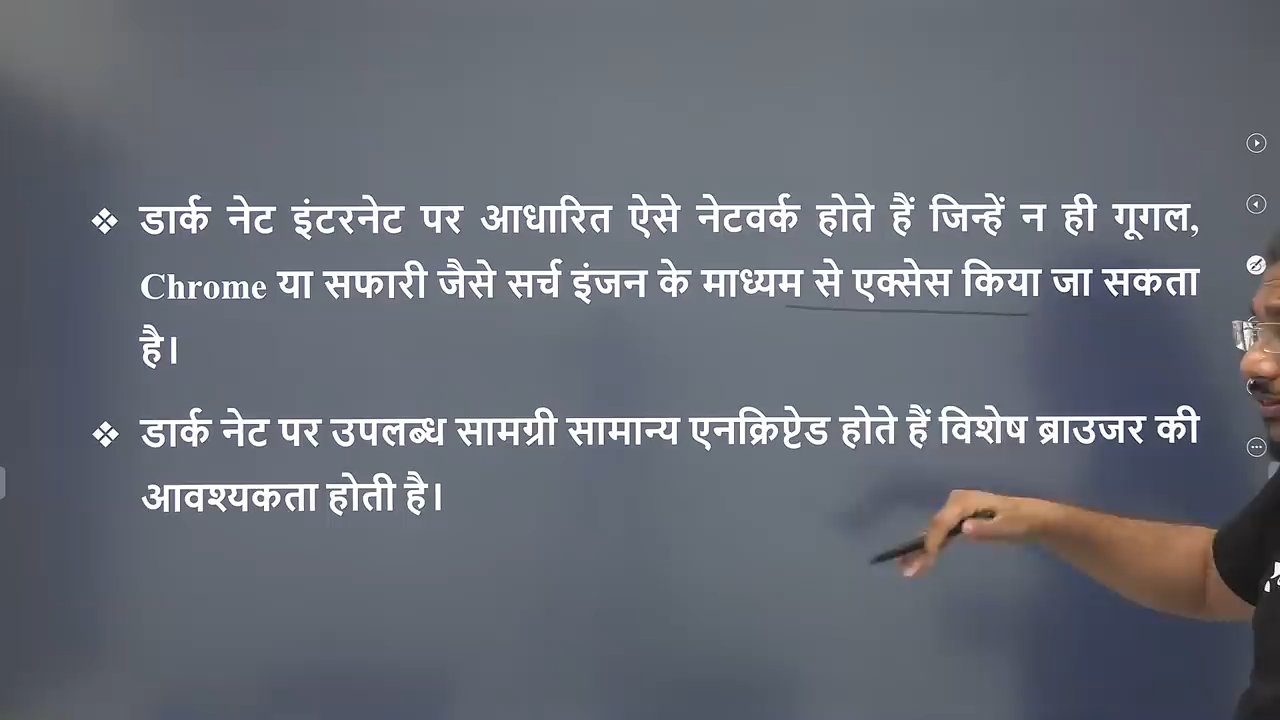 ❖ डार्क नेट इंटरनेट पर आधारित ऐसे नेटवर्क होते हैं जिन्हें न ही गूगल,
Chrome या सफारी जैसे सर्च इंजन के माध्यम से एक्सेस किया जा सकता
है।
❖ डार्क नेट पर उपलब्ध सामग्री सामान्य एनक्रिप्टेड होते हैं विशेष ब्राउजर की
आवश्यकता होती है।